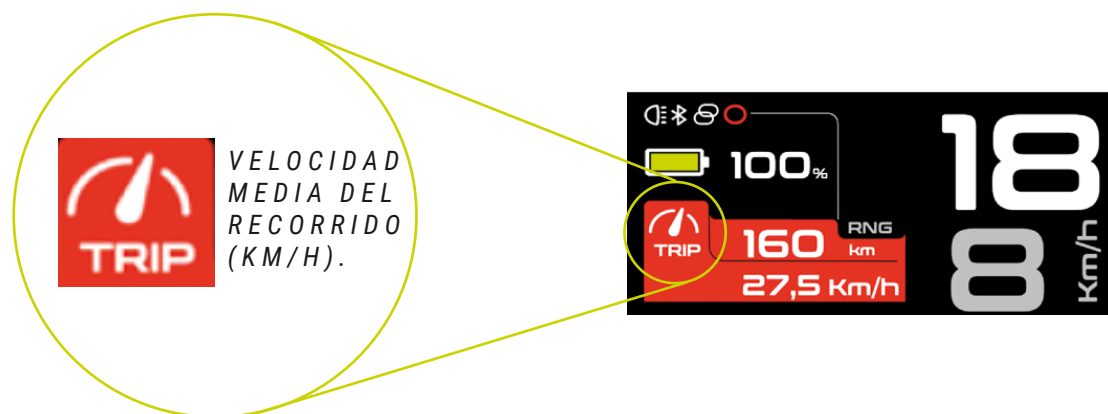 TRIP
VELOCIDAD
MEDIA DEL
RECORRIDO
(KM/H).
100%
TRIP
160 km
RNG
27,5 Km/h
18
8
Km/h